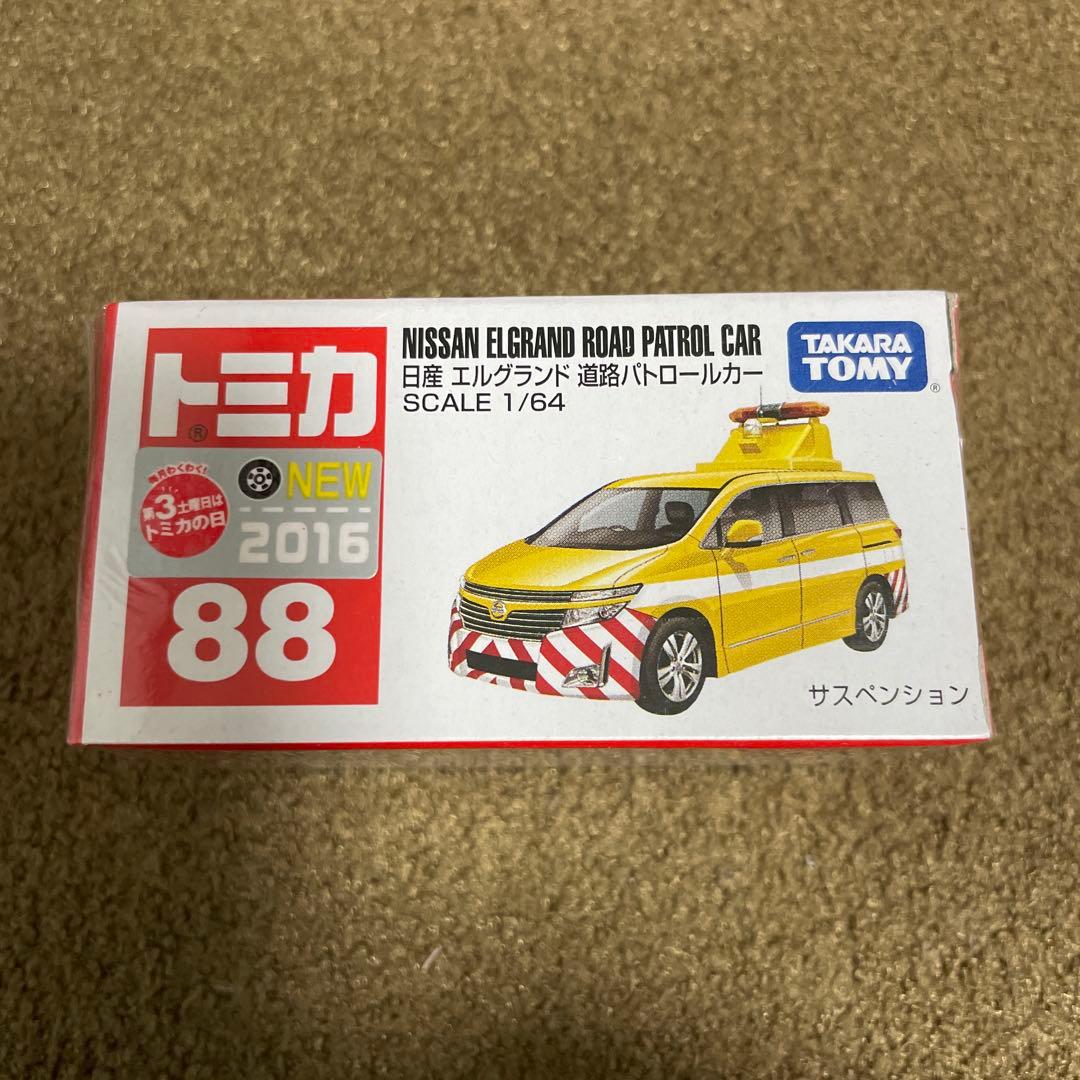 トミカ®
毎月わくわく!
第3土曜日は
トミカの日
NEW
2016
88
NISSAN ELGRAND ROAD PATROL CAR
日産 エルグランド 道路パトロールカー
SCALE 1/64
TAKARA
TOMY®
サスペンション